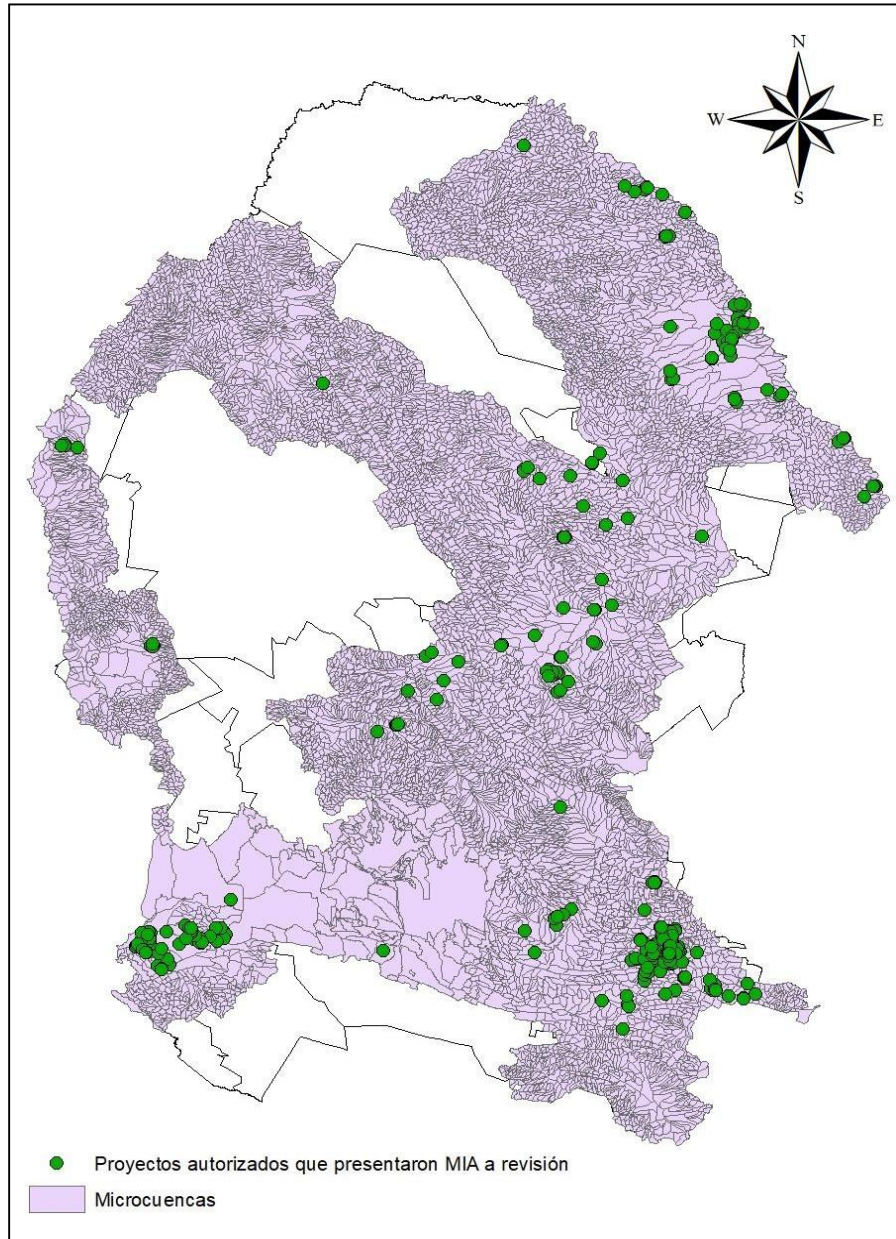 N
W E
S
Proyectos autorizados que presentaron MIA a revisión
Microcuencas